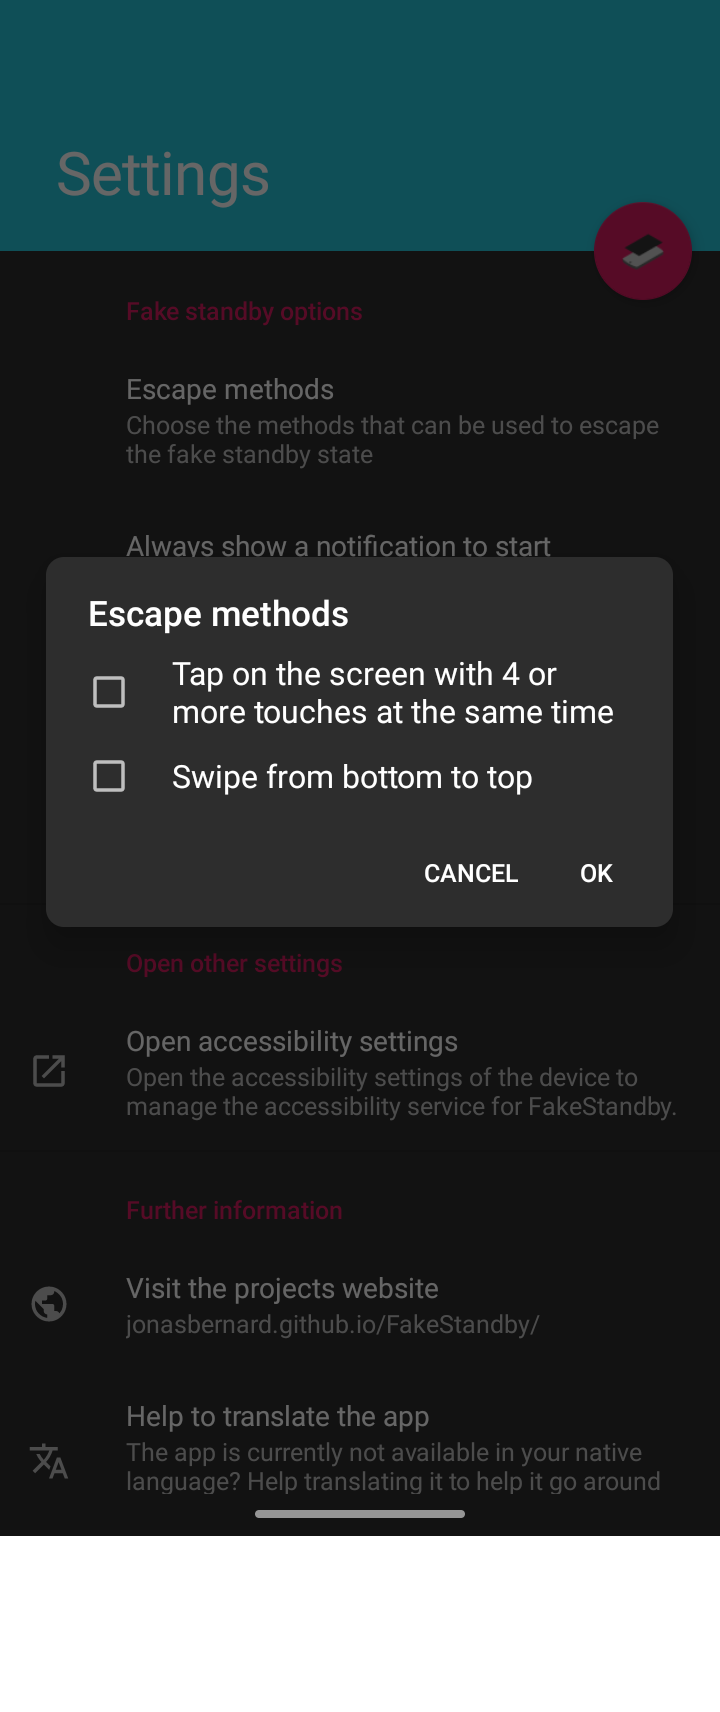 Settings
Fake standby options
Escape methods
Choose the methods that can be used to escape
the fake standby state
Always show a notification to start
Escape methods
Tap on the screen with 4 or
more touches at the same time
Swipe from bottom to top
CANCEL OK
Open other settings
Open accessibility settings
Open the accessibility settings of the device to
manage the accessibility service for FakeStandby.
Further information
Visit the projects website
jonasbernard.github.io/FakeStandby/
Help to translate the app
The app is currently not available in your native
language? Help translating it to help it go around